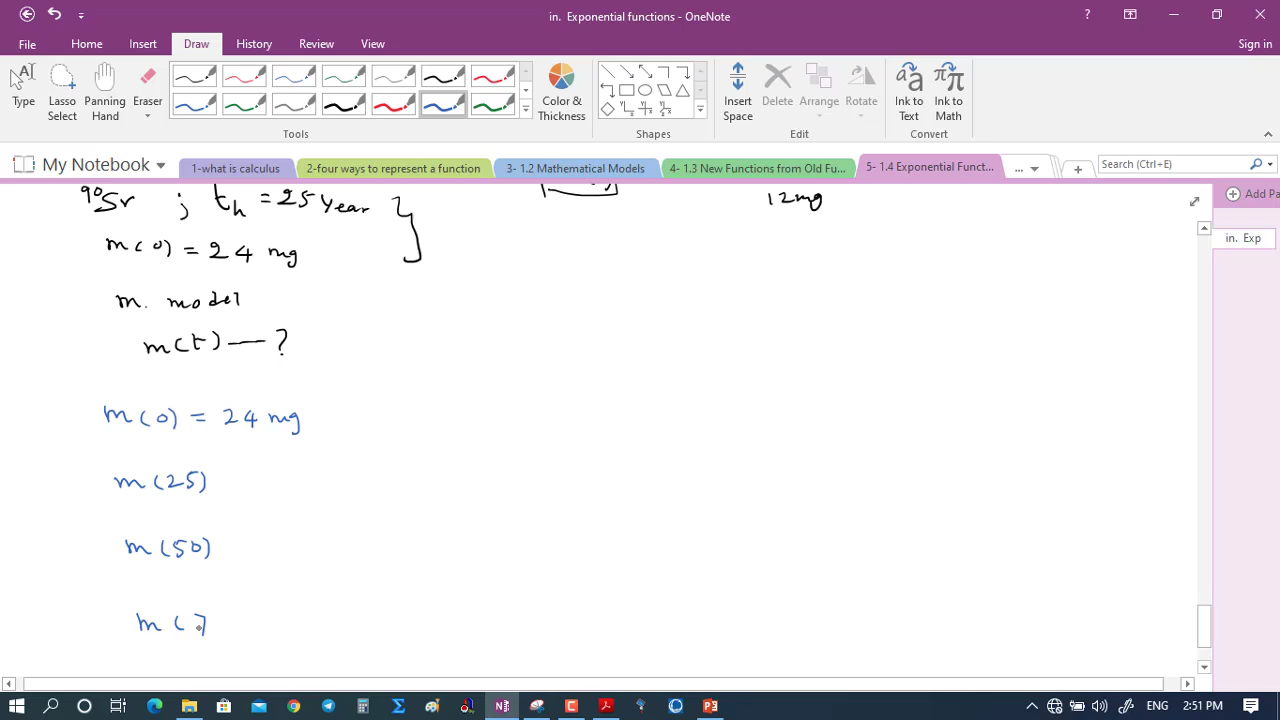 in. Exponential functions - OneNote
?
File Home Insert Draw History Review View Sign in
Type
Lasso Select
Panning Hand
Eraser
Color & Thickness
Insert Space
Delete
Arrange
Rotate
Ink to Text
Ink to Math
Tools Shapes Edit Convert
My Notebook 1-what is calculus 2-four ways to represent a function 3- 1.2 Mathematical Models 4- 1.3 New Functions from Old Fu... 5- 1.4 Exponential Funct... ... + Search (Ctrl+E)
Add Pa
in. Exp
⁹⁰Sr ; t_h = 25 Year }
12mg
m(0) = 24 mg
m. model
m(t) — ?
m(0) = 24 mg
m(25)
m(50)
m(7
2:51 PM